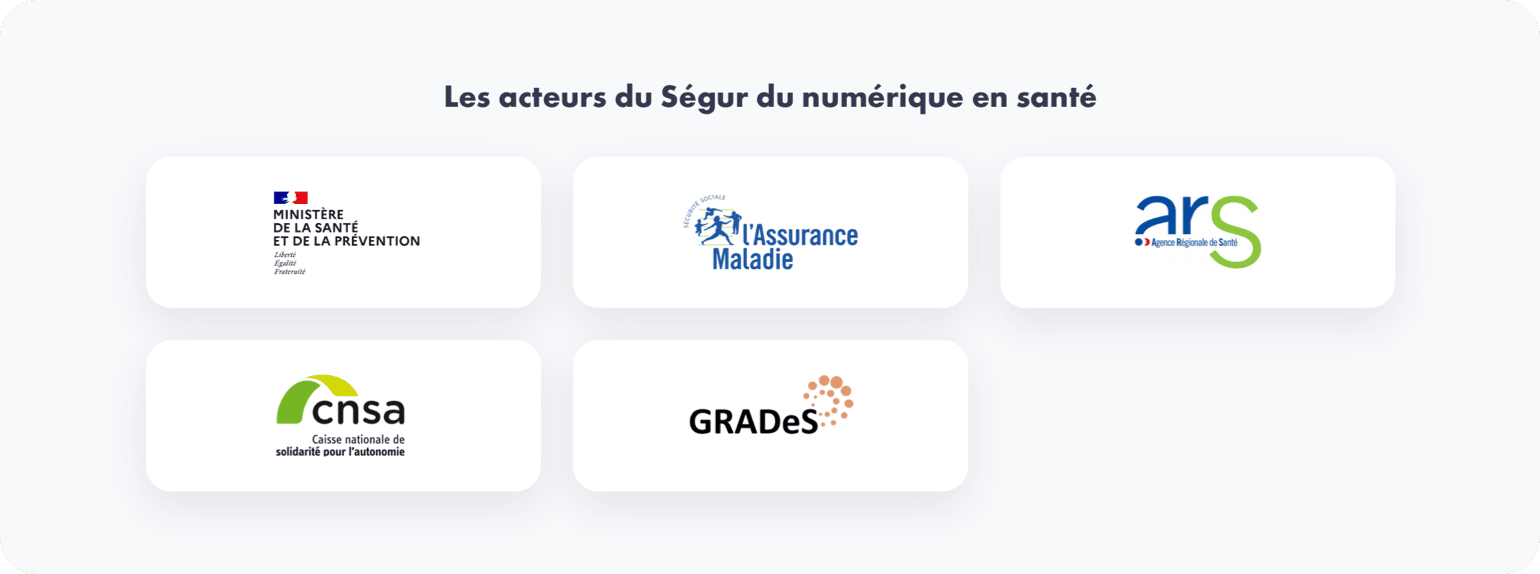 Les acteurs du Ségur du numérique en santé
MINISTÈRE
DE LA SANTÉ
ET DE LA PRÉVENTION
Liberté
Égalité
Fraternité
SÉCURITÉ SOCIALE
l'Assurance
Maladie
ars
Agence Régionale de Santé
cnsa
Caisse nationale de
solidarité pour l'autonomie
GRADeS